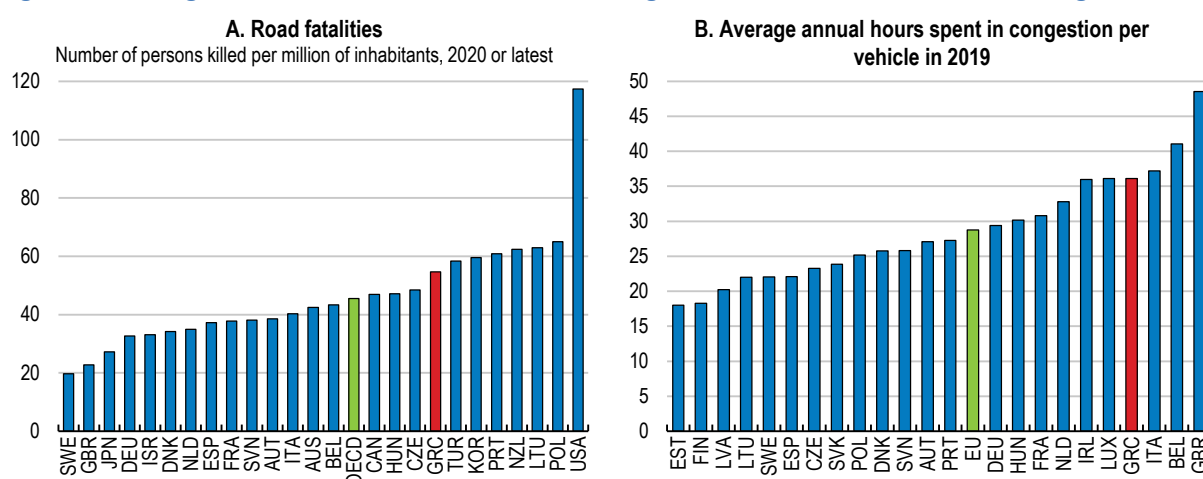 A. Road fatalities
Number of persons killed per million of inhabitants, 2020 or latest
120
100
80
60
40
20
0
SWE
GBR
JPN
DEU
ISR
DNK
NLD
ESP
FRA
SVN
AUT
ITA
AUS
BEL
OECD
CAN
HUN
CZE
GRC
TUR
KOR
PRT
NZL
LTU
POL
USA
B. Average annual hours spent in congestion per
vehicle in 2019
50
45
40
35
30
25
20
15
10
5
0
EST
FIN
LVA
LTU
SWE
ESP
CZE
SVK
POL
DNK
SVN
AUT
PRT
EU
DEU
HUN
FRA
NLD
IRL
LUX
GRC
ITA
BEL